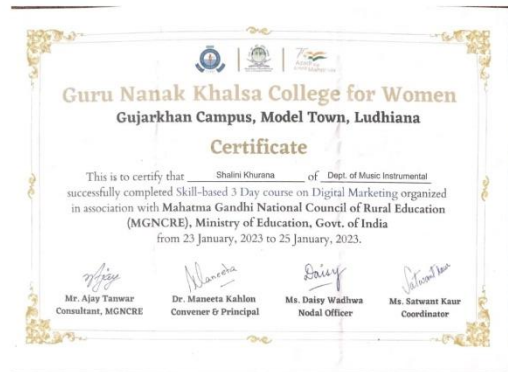 Guru Nanak Khalsa College for Women
Gujarkhan Campus, Model Town, Ludhiana
Certificate
This is to certify that Shalini Khurana of Dept. of Music Instrumental
successfully completed Skill-based 3 Day course on Digital Marketing organized
in association with Mahatma Gandhi National Council of Rural Education
(MGNCRE), Ministry of Education, Govt. of India
from 23 January, 2023 to 25 January, 2023.
Maneeta Daisy Satwant Kaur
Mr. Ajay Tanwar Dr. Maneeta Kahlon Ms. Daisy Wadhwa Ms. Satwant Kaur
Consultant, MGNCRE Convener & Principal Nodal Officer Coordinator